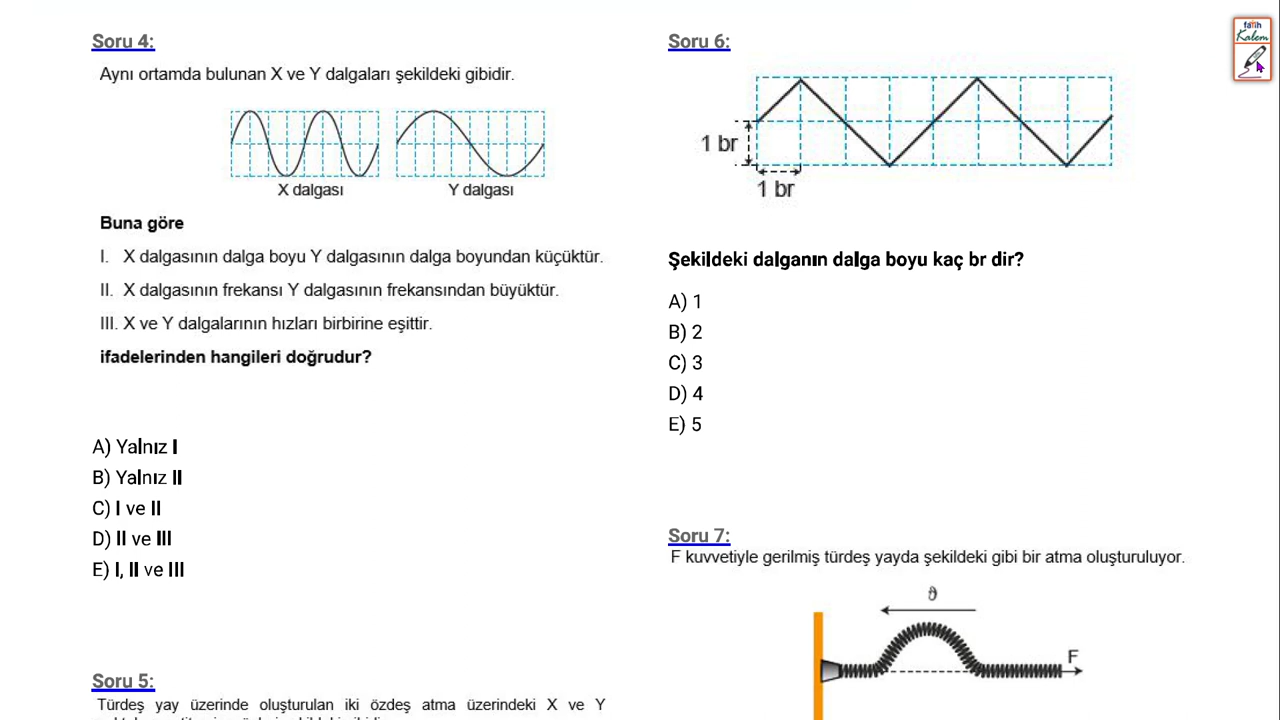 Soru 4:
Aynı ortamda bulunan X ve Y dalgaları şekildeki gibidir.
X dalgası
Y dalgası
Buna göre
I. X dalgasının dalga boyu Y dalgasının dalga boyundan küçüktür.
II. X dalgasının frekansı Y dalgasının frekansından büyüktür.
III. X ve Y dalgalarının hızları birbirine eşittir.
ifadelerinden hangileri doğrudur?
A) Yalnız I
B) Yalnız II
C) I ve II
D) II ve III
E) I, II ve III
Soru 5:
Türdeş yay üzerinde oluşturulan iki özdeş atma üzerindeki X ve Y
Soru 6:
1 br
1 br
Şekildeki dalganın dalga boyu kaç br dir?
A) 1
B) 2
C) 3
D) 4
E) 5
Soru 7:
F kuvvetiyle gerilmiş türdeş yayda şekildeki gibi bir atma oluşturuluyor.
ϑ
F
fatih
Kalem